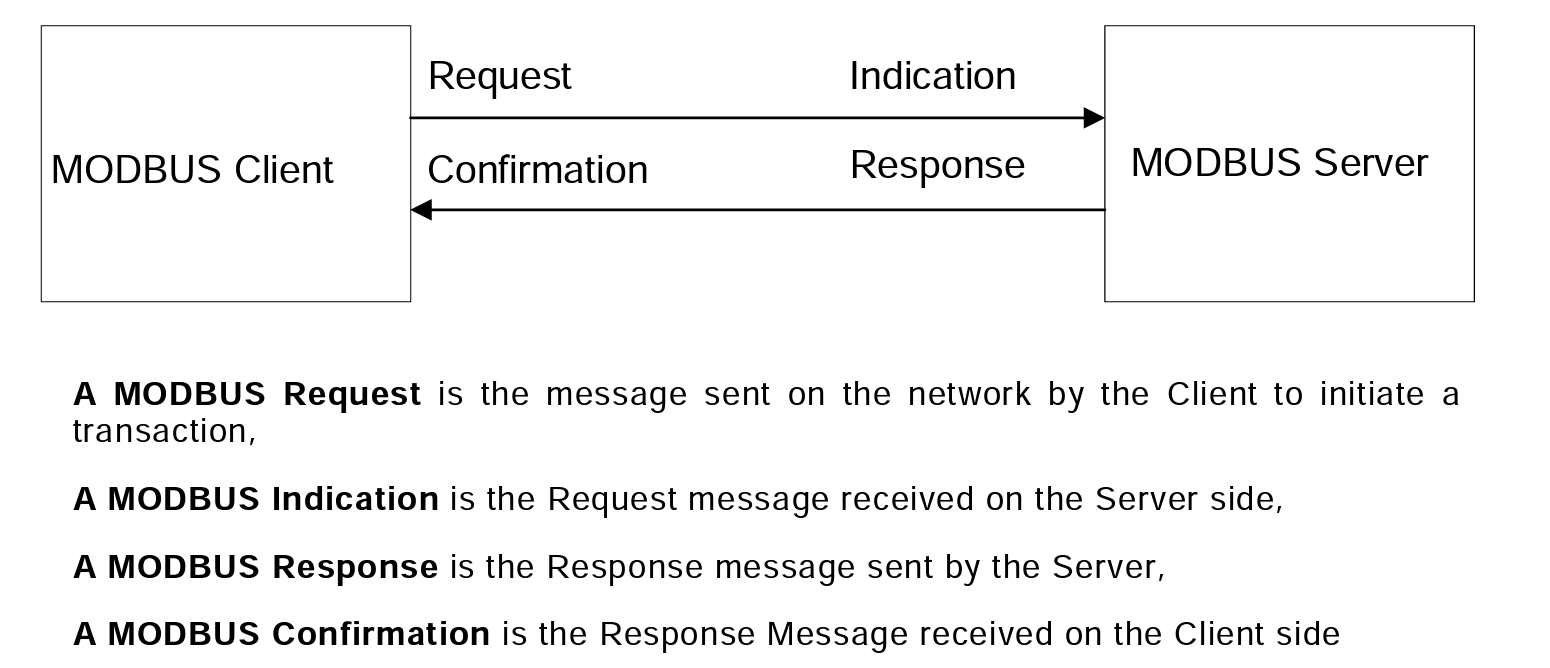 Request
Indication
MODBUS Client
Confirmation
Response
MODBUS Server
A MODBUS Request is the message sent on the network by the Client to initiate a
transaction,
A MODBUS Indication is the Request message received on the Server side,
A MODBUS Response is the Response message sent by the Server,
A MODBUS Confirmation is the Response Message received on the Client side